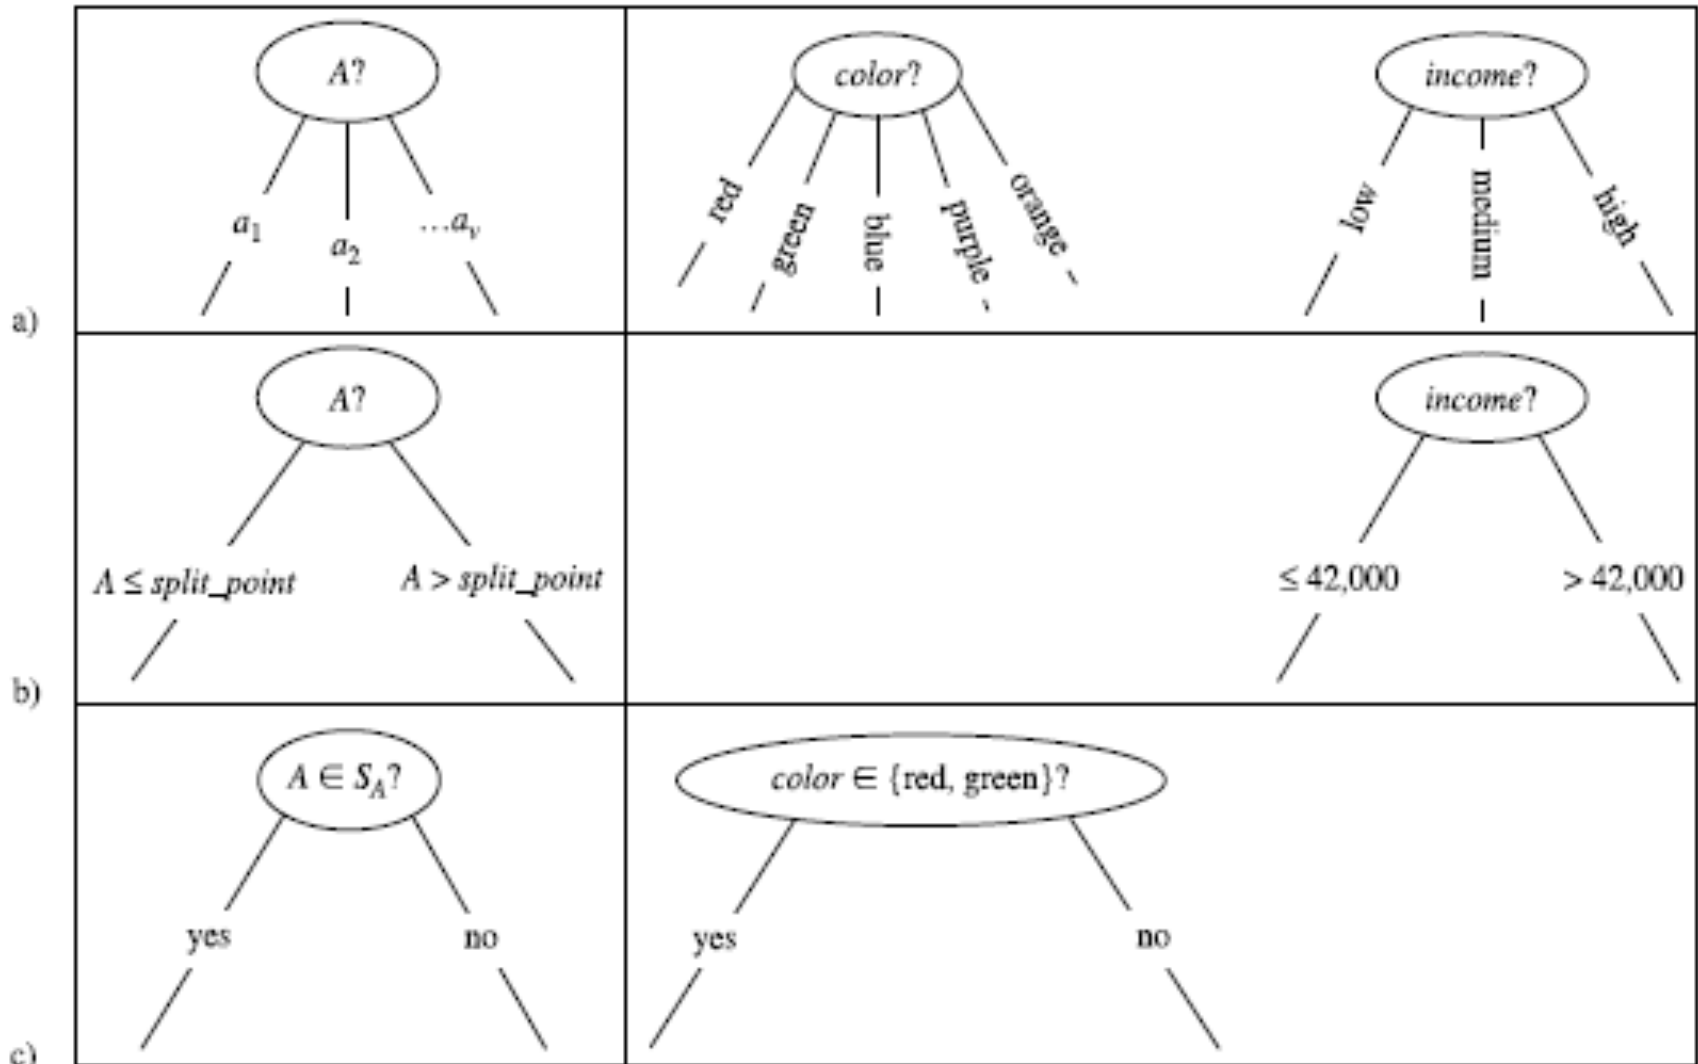 A?
a1
a2
...av
color?
red
green
blue
purple
orange
income?
low
medium
high
a)
A?
A ≤ split_point
A > split_point
income?
≤ 42,000
> 42,000
b)
A ∈ SA?
yes
no
color ∈ {red, green}?
yes
no
c)